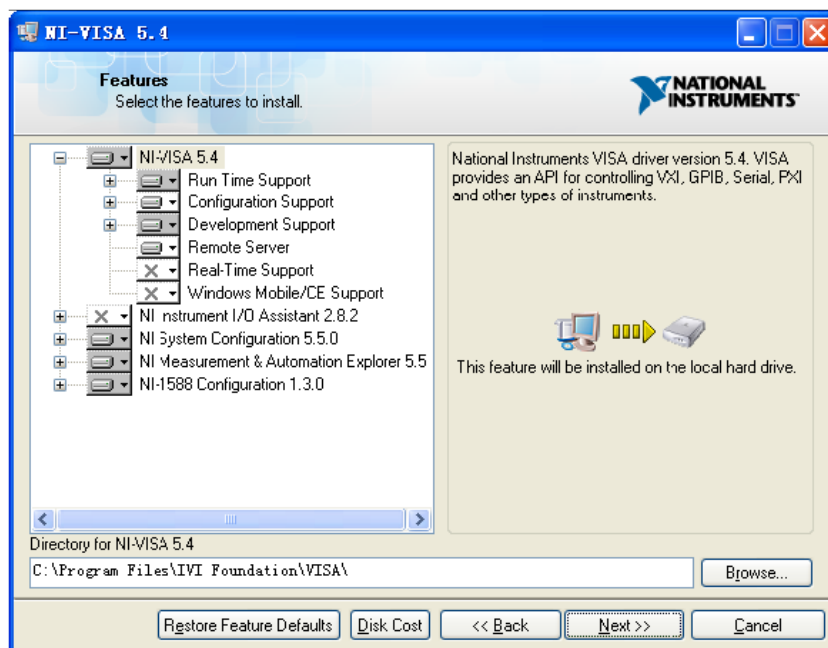 NI-VISA 5.4
Features
Select the features to install.
NATIONAL
INSTRUMENTS
NI-VISA 5.4
Run Time Support
Configuration Support
Development Support
Remote Server
Real-Time Support
Windows Mobile/CE Support
NI Instrument I/O Assistant 2.8.2
NI System Configuration 5.5.0
NI Measurement & Automation Explorer 5.5
NI-1588 Configuration 1.3.0
National Instruments VISA driver version 5.4. VISA
provides an API for controlling VXI, GPIB, Serial, PXI
and other types of instruments.
This feature will be installed on the local hard drive.
Directory for NI-VISA 5.4
C:\Program Files\IVI Foundation\VISA\
Browse...
Restore Feature Defaults
Disk Cost
<< Back
Next >>
Cancel